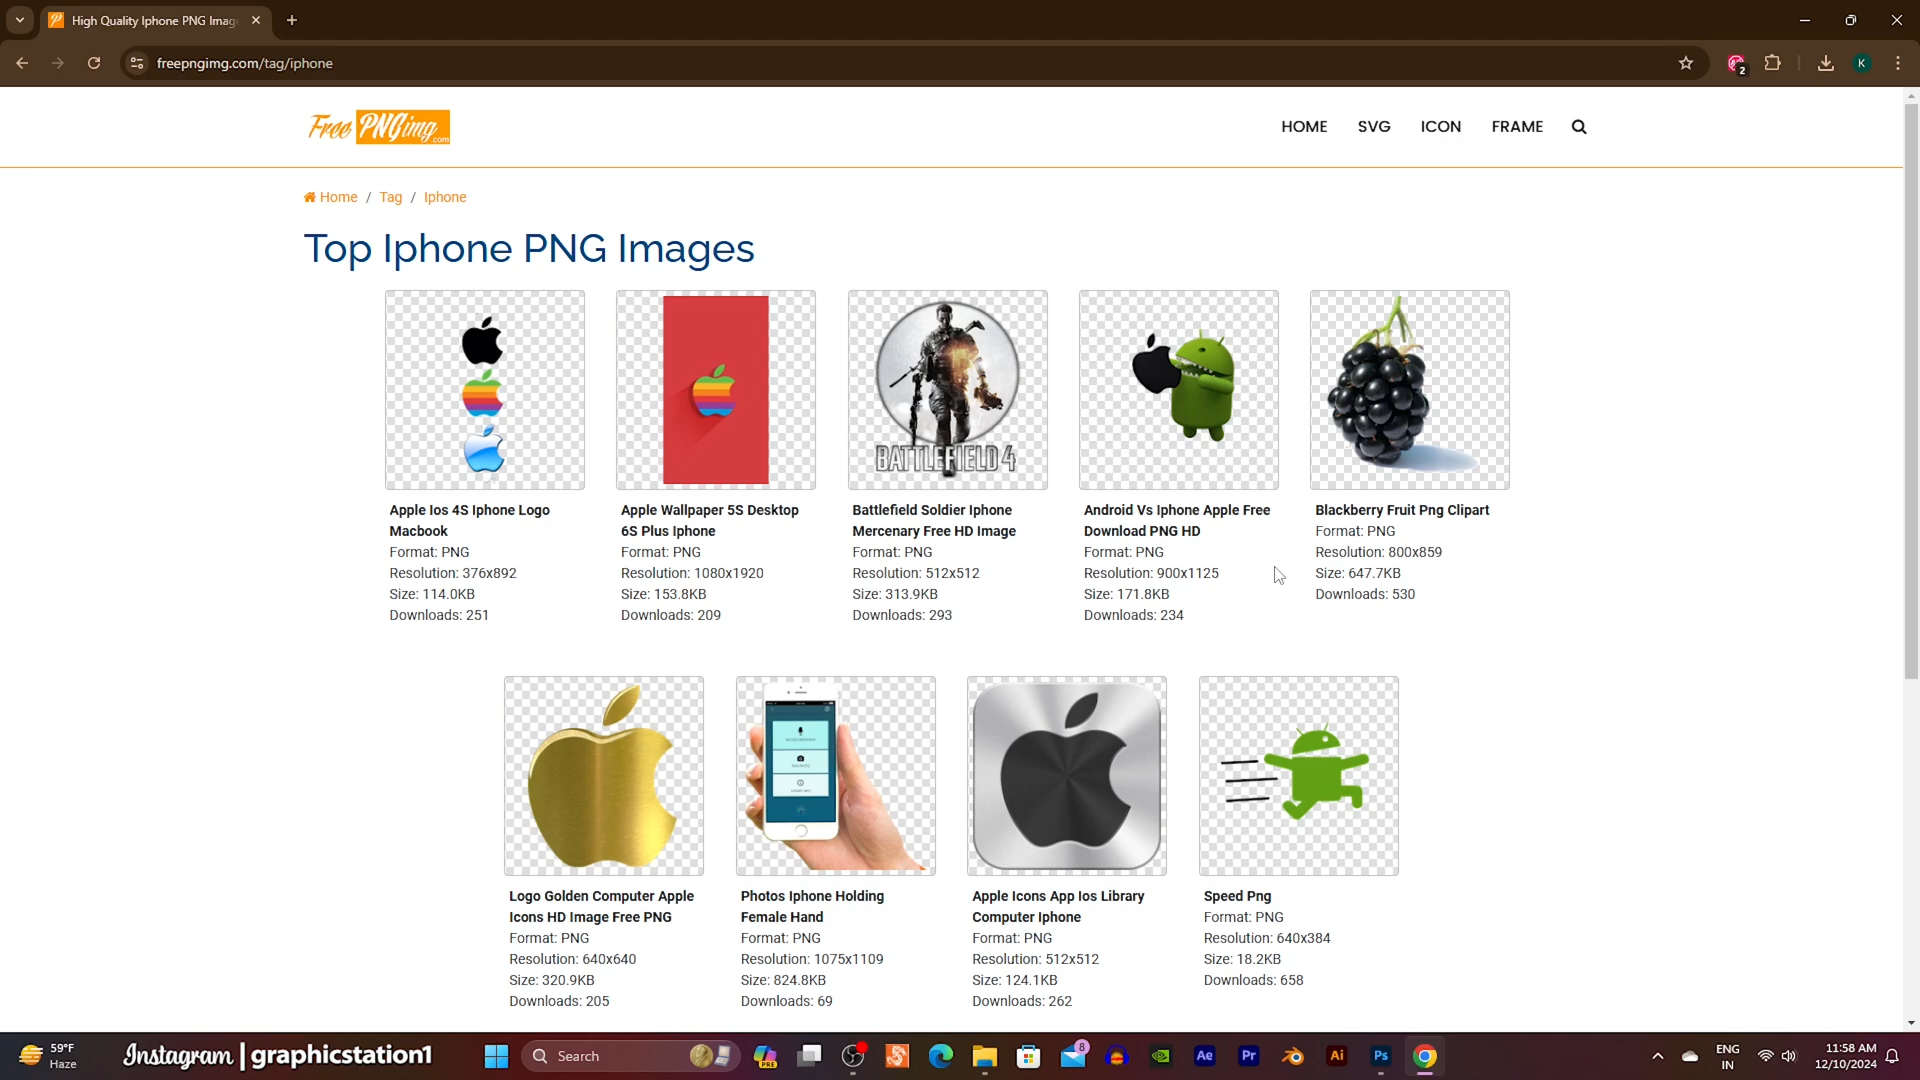 High Quality Iphone PNG Imag
freepngimg.com/tag/iphone
2
K
Free PNGimg.com
HOME SVG ICON FRAME
Home / Tag / Iphone
Top Iphone PNG Images
BATTLEFIELD 4
Apple Ios 4S Iphone Logo
Macbook
Format: PNG
Resolution: 376x892
Size: 114.0KB
Downloads: 251
Apple Wallpaper 5S Desktop
6S Plus Iphone
Format: PNG
Resolution: 1080x1920
Size: 153.8KB
Downloads: 209
Battlefield Soldier Iphone
Mercenary Free HD Image
Format: PNG
Resolution: 512x512
Size: 313.9KB
Downloads: 293
Android Vs Iphone Apple Free
Download PNG HD
Format: PNG
Resolution: 900x1125
Size: 171.8KB
Downloads: 234
Blackberry Fruit Png Clipart
Format: PNG
Resolution: 800x859
Size: 647.7KB
Downloads: 530
Logo Golden Computer Apple
Icons HD Image Free PNG
Format: PNG
Resolution: 640x640
Size: 320.9KB
Downloads: 205
Photos Iphone Holding
Female Hand
Format: PNG
Resolution: 1075x1109
Size: 824.8KB
Downloads: 69
Apple Icons App Ios Library
Computer Iphone
Format: PNG
Resolution: 512x512
Size: 124.1KB
Downloads: 262
Speed Png
Format: PNG
Resolution: 640x384
Size: 18.2KB
Downloads: 658
59°F
Haze
Instagram | graphicstation1
Search
PRE
8
Ae
Pr
Ai
Ps
ENG
IN
11:58 AM
12/10/2024